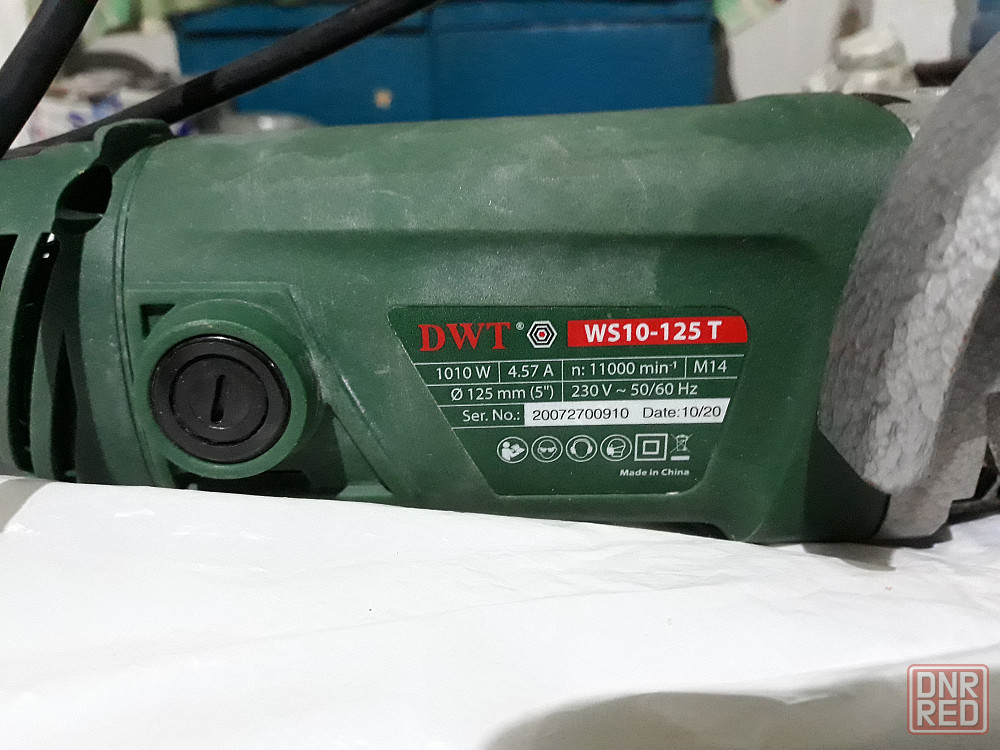 DWT® WS10-125 T
1010 W 4.57 A n: 11000 min⁻¹ M14
Ø 125 mm (5") 230 V ~ 50/60 Hz
Ser. No.: 20072700910 Date:10/20
Made in China
DNR
RED